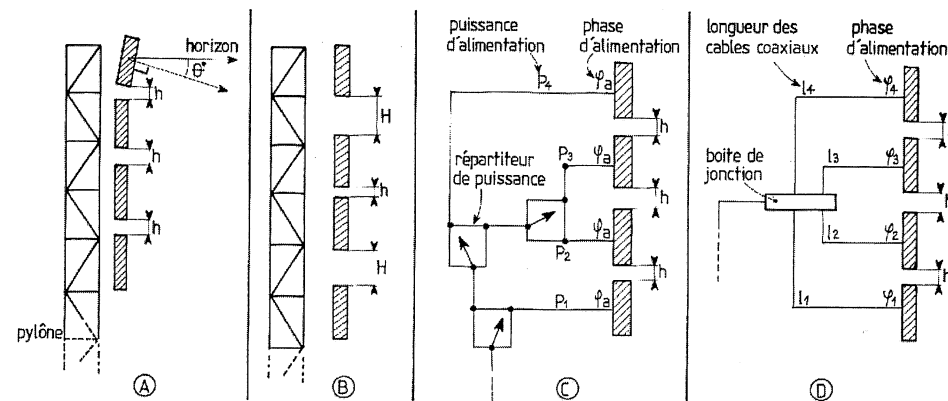 horizon
θ°
h
h
h
pylône
A
H
h
H
B
puissance
d'alimentation
phase
d'alimentation
P4
φa
h
répartiteur
de puissance
P3
φa
h
P2
φa
h
P1
φa
C
longueur des
cables coaxiaux
phase
d'alimentation
l4
φ4
h
boite de
jonction
l3
φ3
l2
φ2
h
l1
φ1
D